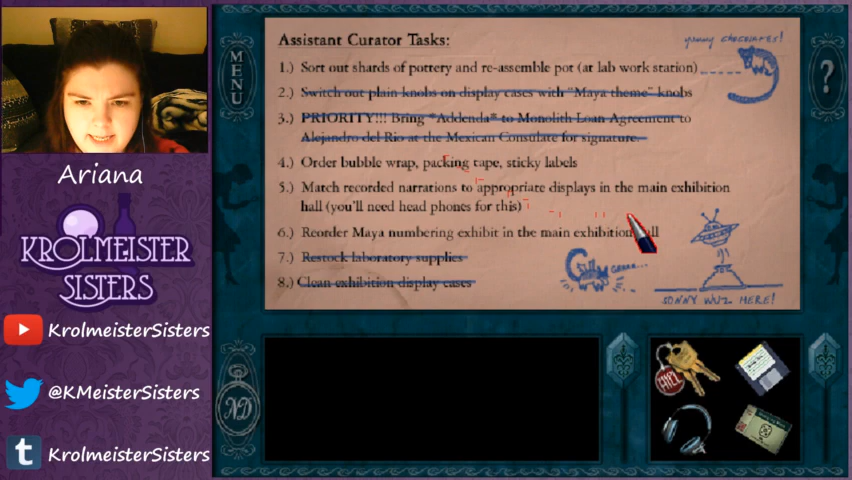 Assistant Curator Tasks:
yummy chocolates!
1.) Sort out shards of pottery and re-assemble pot (at lab work station)
2.) Switch out plain knobs on display cases with "Maya theme" knobs
3.) PRIORITY!!! Bring *Addenda* to Monolith Loan Agreement to
Alejandro del Rio at the Mexican Consulate for signature.
4.) Order bubble wrap, packing tape, sticky labels
5.) Match recorded narrations to appropriate displays in the main exhibition
hall (you'll need head phones for this)
6.) Reorder Maya numbering exhibit in the main exhibition hall
7.) Restock laboratory supplies
8.) Clean exhibition display cases
SONNY WUZ HERE!
MENU
?
ND
Ariana
KROLMEISTER
SISTERS
KrolmeisterSisters
@KMeisterSisters
t KrolmeisterSisters